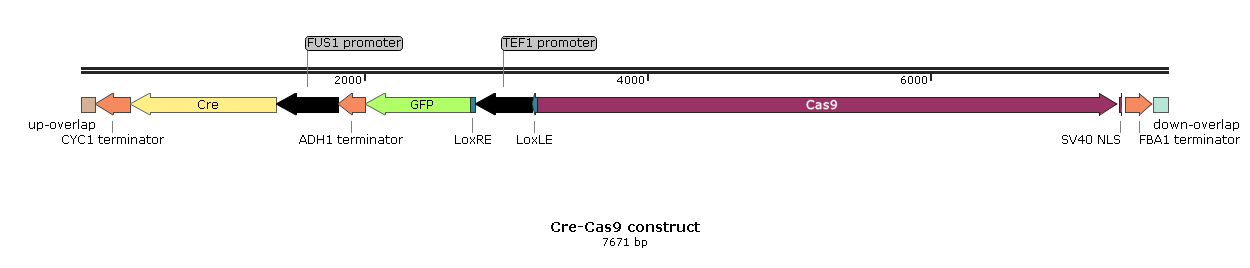 FUS1 promoter
TEF1 promoter
2000
4000
6000
Cre
GFP
Cas9
up-overlap
down-overlap
CYC1 terminator
ADH1 terminator
LoxRE
LoxLE
SV40 NLS
FBA1 terminator
Cre-Cas9 construct
7671 bp